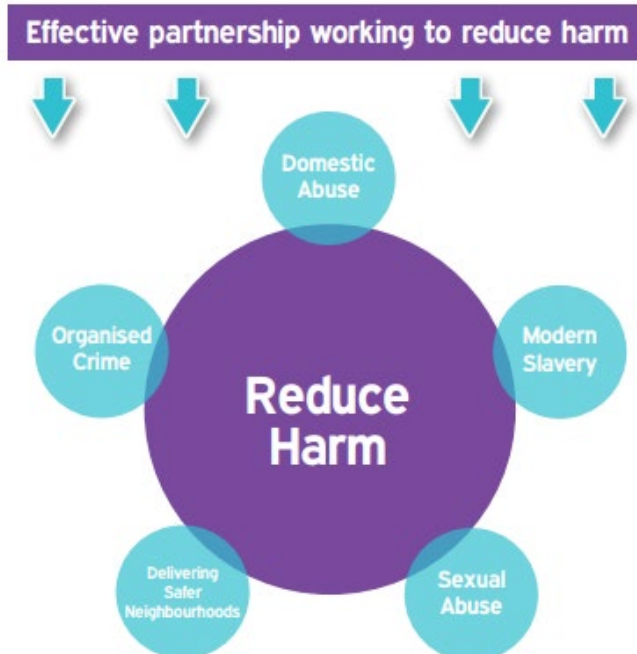 Effective partnership working to reduce harm
Domestic
Abuse
Organised
Crime
Modern
Slavery
Reduce
Harm
Delivering
Safer
Neighbourhoods
Sexual
Abuse